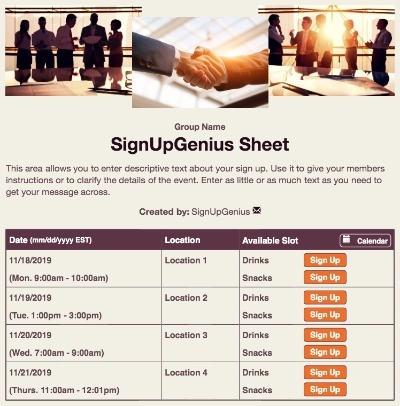 Group Name
SignUpGenius Sheet
This area allows you to enter descriptive text about your sign up. Use it to give your members
instructions or to clarify the details of the event. Enter as little or as much text as you need to
get your message across.
Created by: SignUpGenius
Date (mm/dd/yyyy EST) Location Available Slot Calendar
11/18/2019 Location 1 Drinks Sign Up
(Mon. 9:00am - 10:00am) Snacks Sign Up
11/19/2019 Location 2 Drinks Sign Up
(Tue. 1:00pm - 3:00pm) Snacks Sign Up
11/20/2019 Location 3 Drinks Sign Up
(Wed. 7:00am - 9:00am) Snacks Sign Up
11/21/2019 Location 4 Drinks Sign Up
(Thurs. 11:00am - 12:01pm) Snacks Sign Up